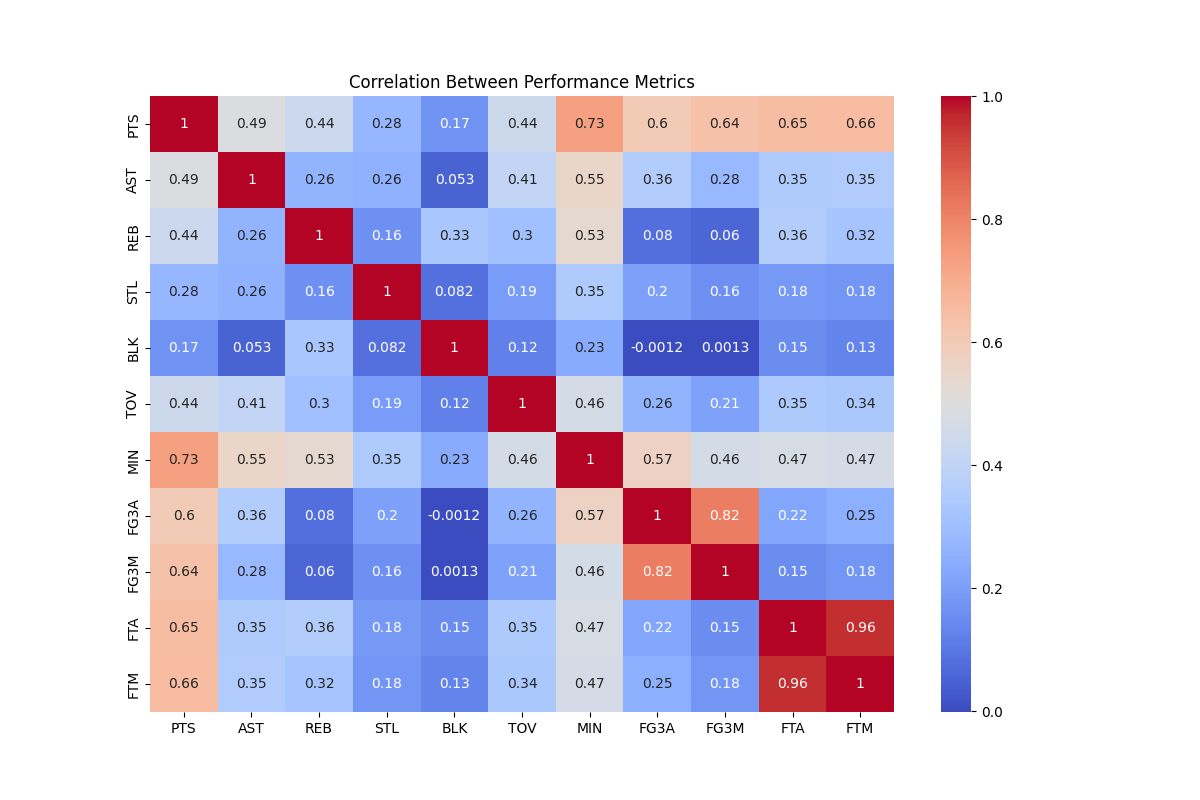 Correlation Between Performance Metrics
PTS 1 0.49 0.44 0.28 0.17 0.44 0.73 0.6 0.64 0.65 0.66
AST 0.49 1 0.26 0.26 0.053 0.41 0.55 0.36 0.28 0.35 0.35
REB 0.44 0.26 1 0.16 0.33 0.3 0.53 0.08 0.06 0.36 0.32
STL 0.28 0.26 0.16 1 0.082 0.19 0.35 0.2 0.16 0.18 0.18
BLK 0.17 0.053 0.33 0.082 1 0.12 0.23 -0.0012 0.0013 0.15 0.13
TOV 0.44 0.41 0.3 0.19 0.12 1 0.46 0.26 0.21 0.35 0.34
MIN 0.73 0.55 0.53 0.35 0.23 0.46 1 0.57 0.46 0.47 0.47
FG3A 0.6 0.36 0.08 0.2 -0.0012 0.26 0.57 1 0.82 0.22 0.25
FG3M 0.64 0.28 0.06 0.16 0.0013 0.21 0.46 0.82 1 0.15 0.18
FTA 0.65 0.35 0.36 0.18 0.15 0.35 0.47 0.22 0.15 1 0.96
FTM 0.66 0.35 0.32 0.18 0.13 0.34 0.47 0.25 0.18 0.96 1
PTS AST REB STL BLK TOV MIN FG3A FG3M FTA FTM
1.0
0.8
0.6
0.4
0.2
0.0